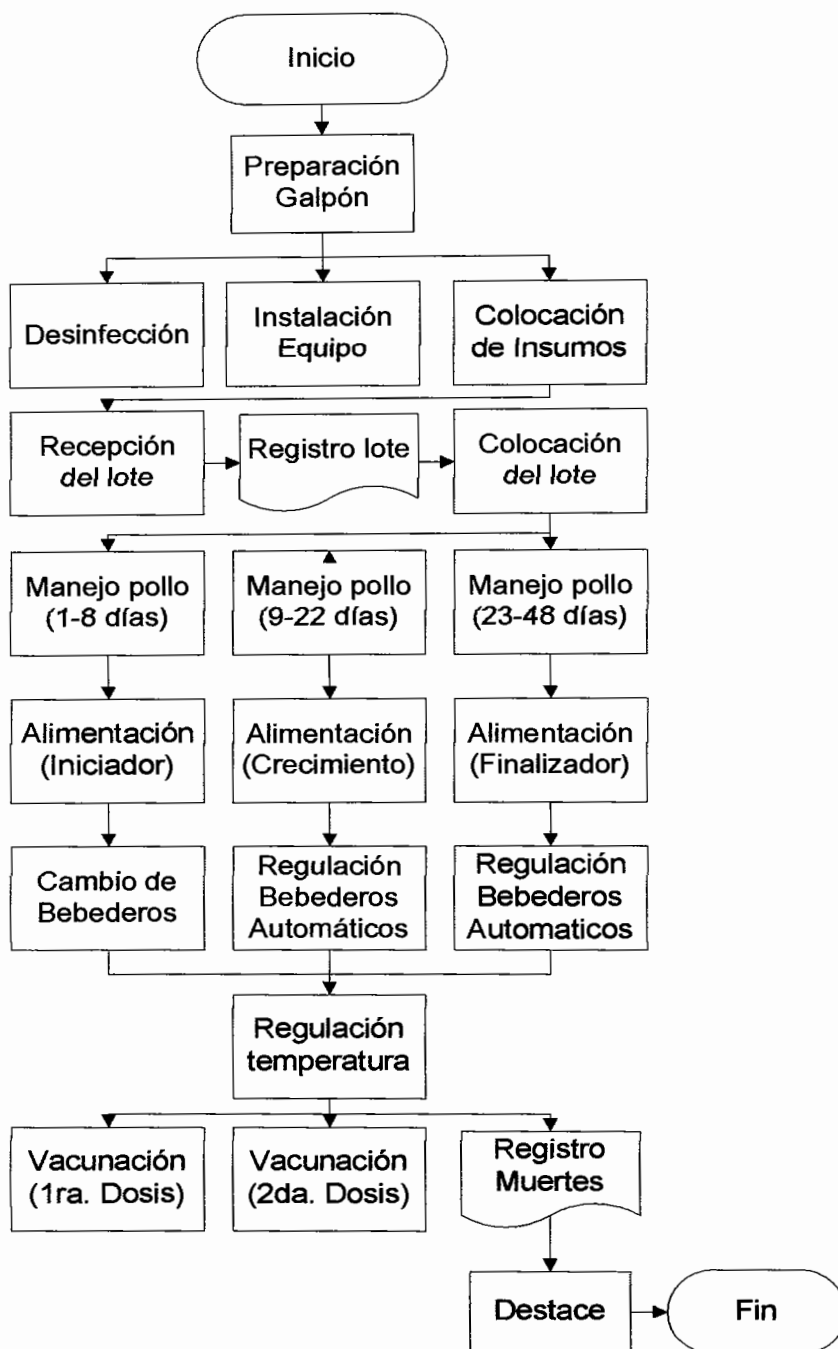 Inicio
Preparación
Galpón
Desinfección
Instalación
Equipo
Colocación
de Insumos
Recepción
del lote
Registro lote
Colocación
del lote
Manejo pollo
(1-8 días)
Manejo pollo
(9-22 días)
Manejo pollo
(23-48 días)
Alimentación
(Iniciador)
Alimentación
(Crecimiento)
Alimentación
(Finalizador)
Cambio de
Bebederos
Regulación
Bebederos
Automáticos
Regulación
Bebederos
Automaticos
Regulación
temperatura
Vacunación
(1ra. Dosis)
Vacunación
(2da. Dosis)
Registro
Muertes
Destace
Fin